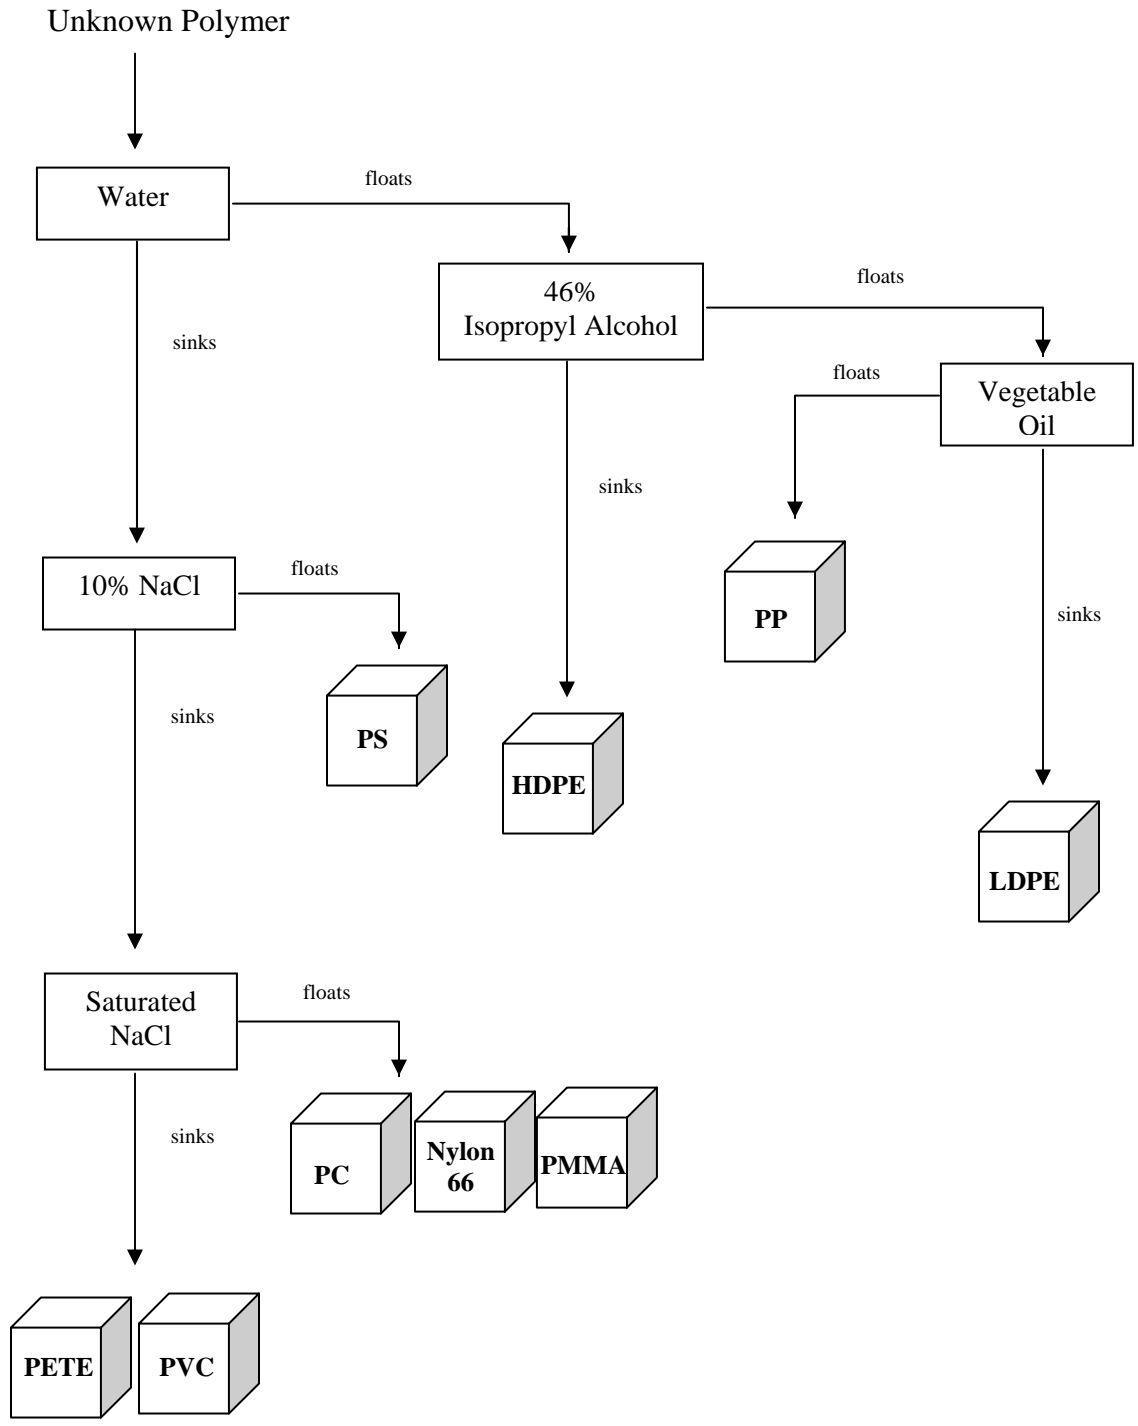 Unknown Polymer
Water
floats
46%
Isopropyl Alcohol
floats
sinks
floats
Vegetable
Oil
sinks
10% NaCl
floats
PP
sinks
sinks
PS
HDPE
LDPE
Saturated
NaCl
floats
sinks
PC
Nylon
66
PMMA
PETE
PVC